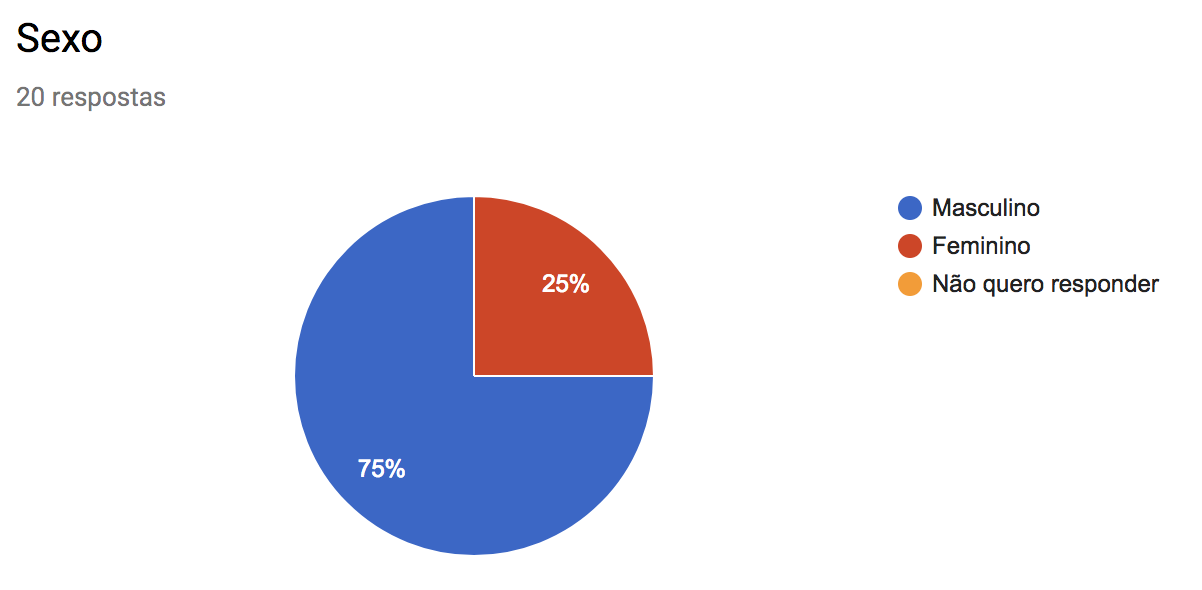 Sexo
20 respostas
Masculino
Feminino
Não quero responder
25%
75%